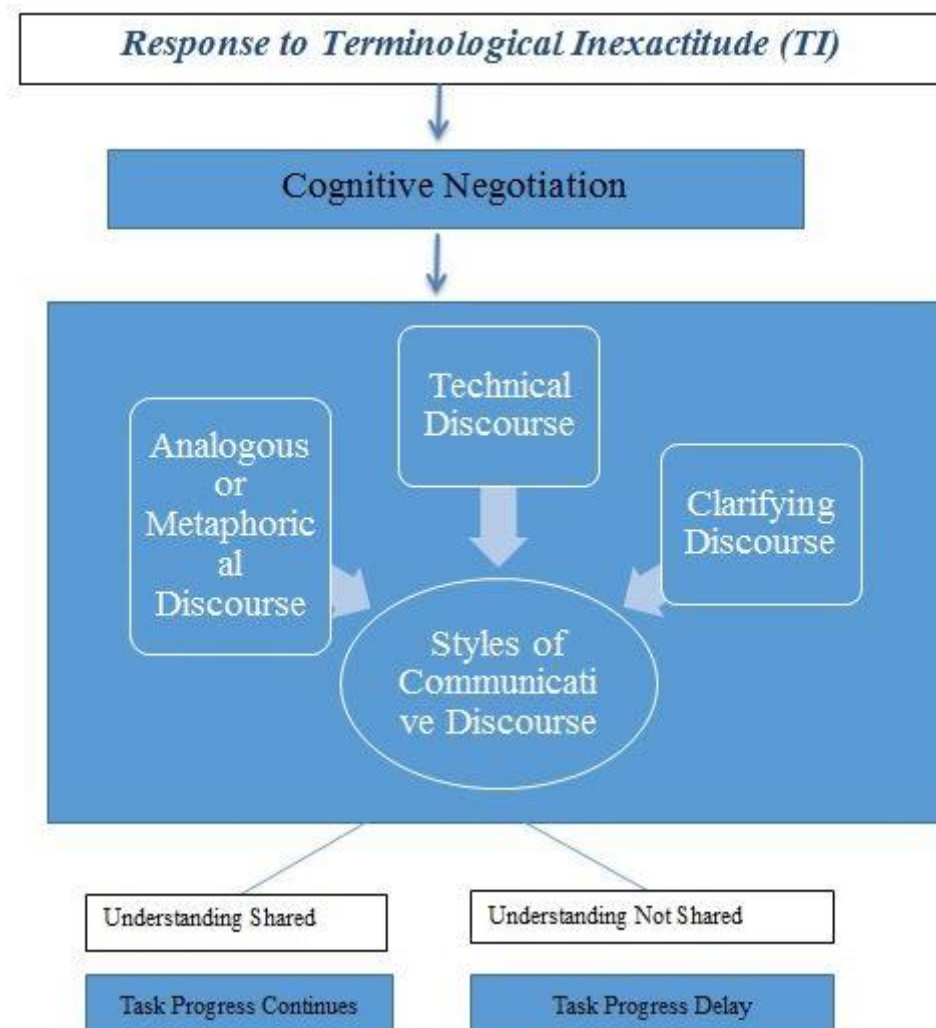 Response to Terminological Inexactitude (TI)
Cognitive Negotiation
Technical
Discourse
Analogous
or
Metaphoric
al
Discourse
Clarifying
Discourse
Styles of
Communicati
ve Discourse
Understanding Shared
Understanding Not Shared
Task Progress Continues
Task Progress Delay